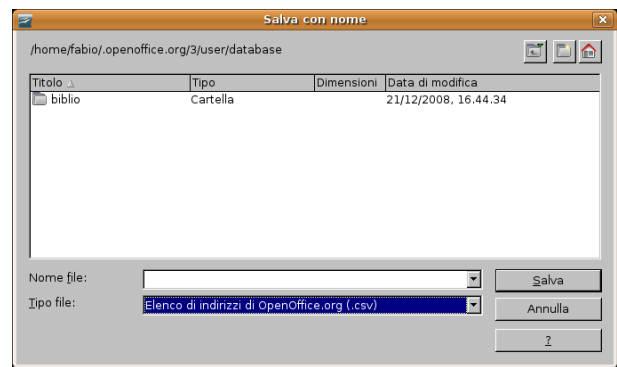 Salva con nome
/home/fabio/.openoffice.org/3/user/database
Titolo Tipo Dimensioni Data di modifica
biblio Cartella 21/12/2008, 16.44.34
Nome file: Salva
Tipo file: Elenco di indirizzi di OpenOffice.org (.csv) Annulla
?